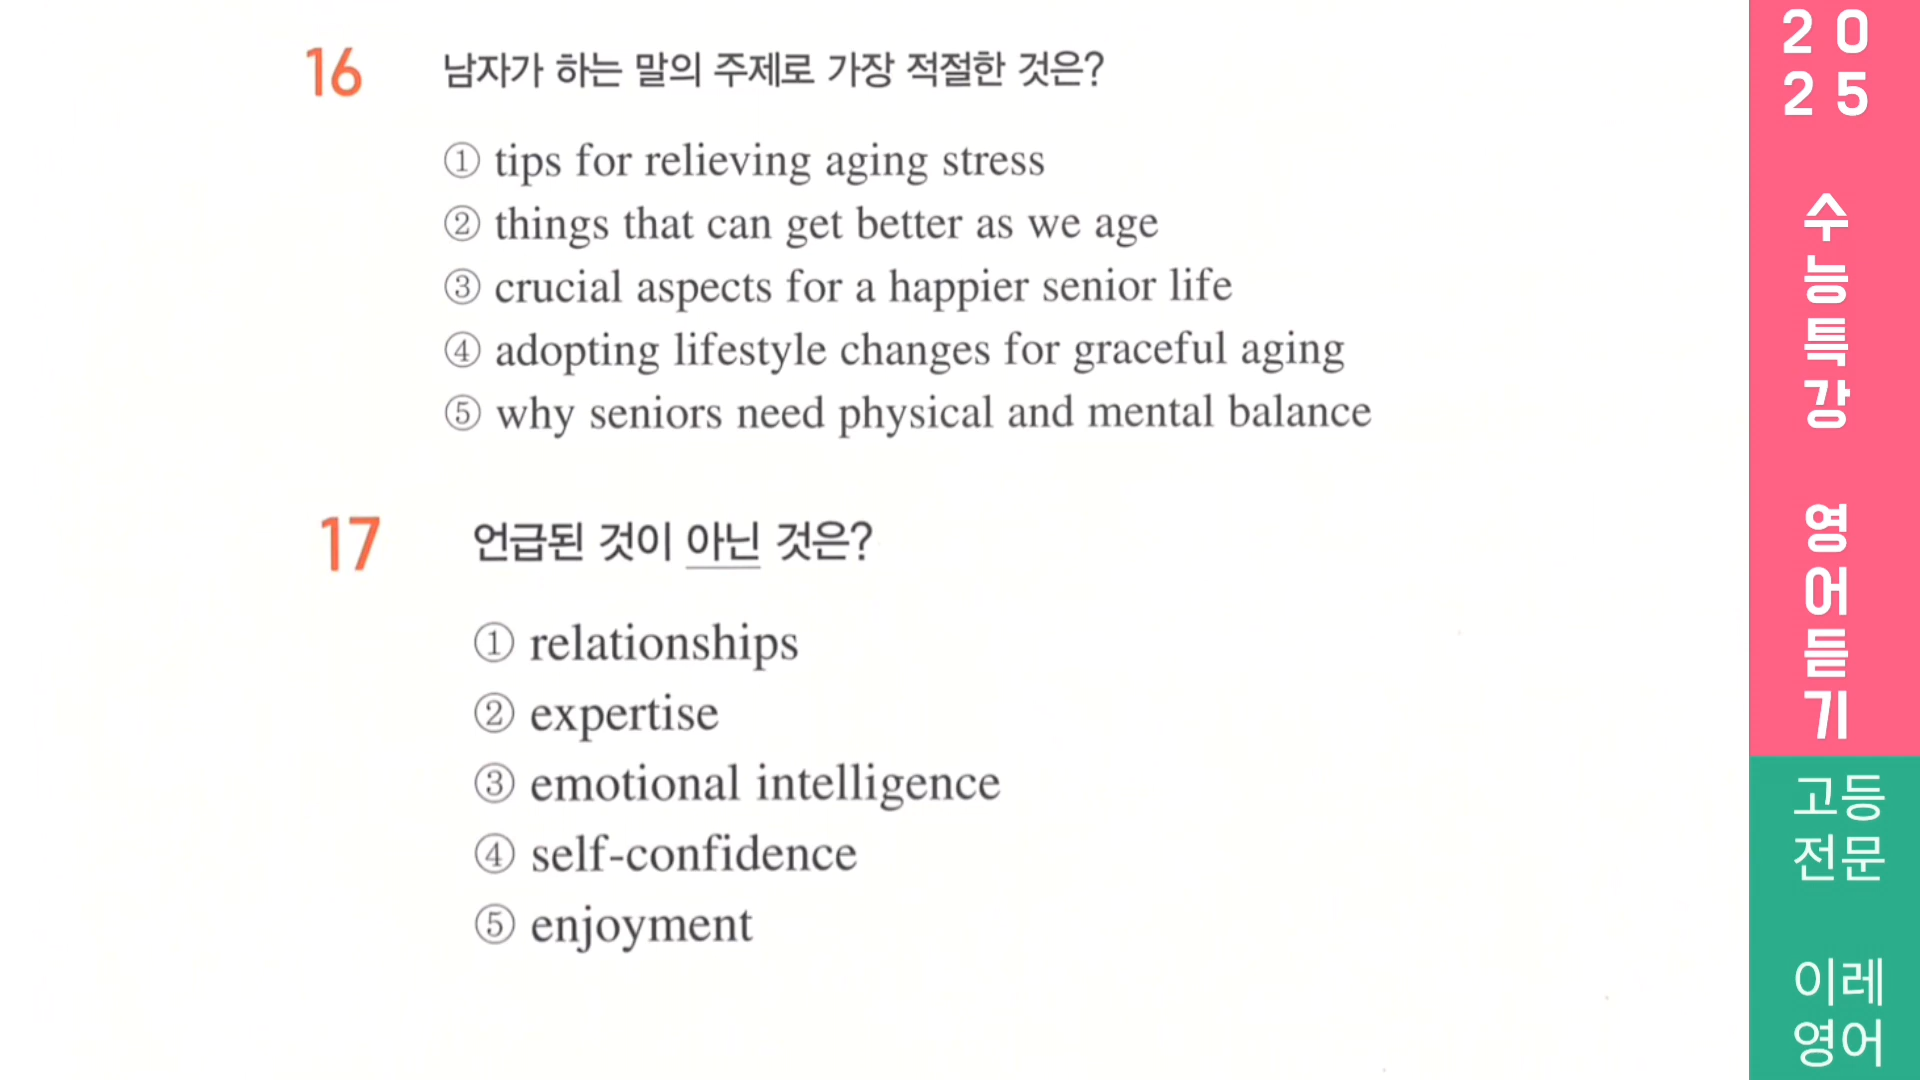 16 남자가 하는 말의 주제로 가장 적절한 것은?
① tips for relieving aging stress
② things that can get better as we age
③ crucial aspects for a happier senior life
④ adopting lifestyle changes for graceful aging
⑤ why seniors need physical and mental balance
17 언급된 것이 아닌 것은?
① relationships
② expertise
③ emotional intelligence
④ self-confidence
⑤ enjoyment
2025 수능특강 영어듣기
고등전문 이레영어